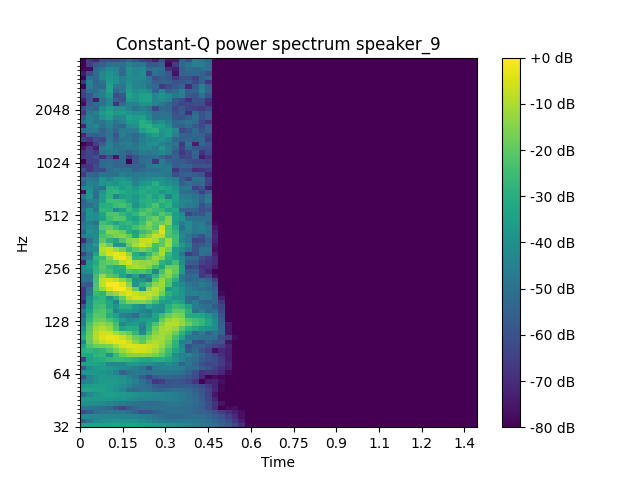 Constant-Q power spectrum speaker_9
+0 dB
-10 dB
-20 dB
-30 dB
-40 dB
-50 dB
-60 dB
-70 dB
-80 dB
Hz
2048
1024
512
256
128
64
32
0 0.15 0.3 0.45 0.6 0.75 0.9 1.1 1.2 1.4
Time